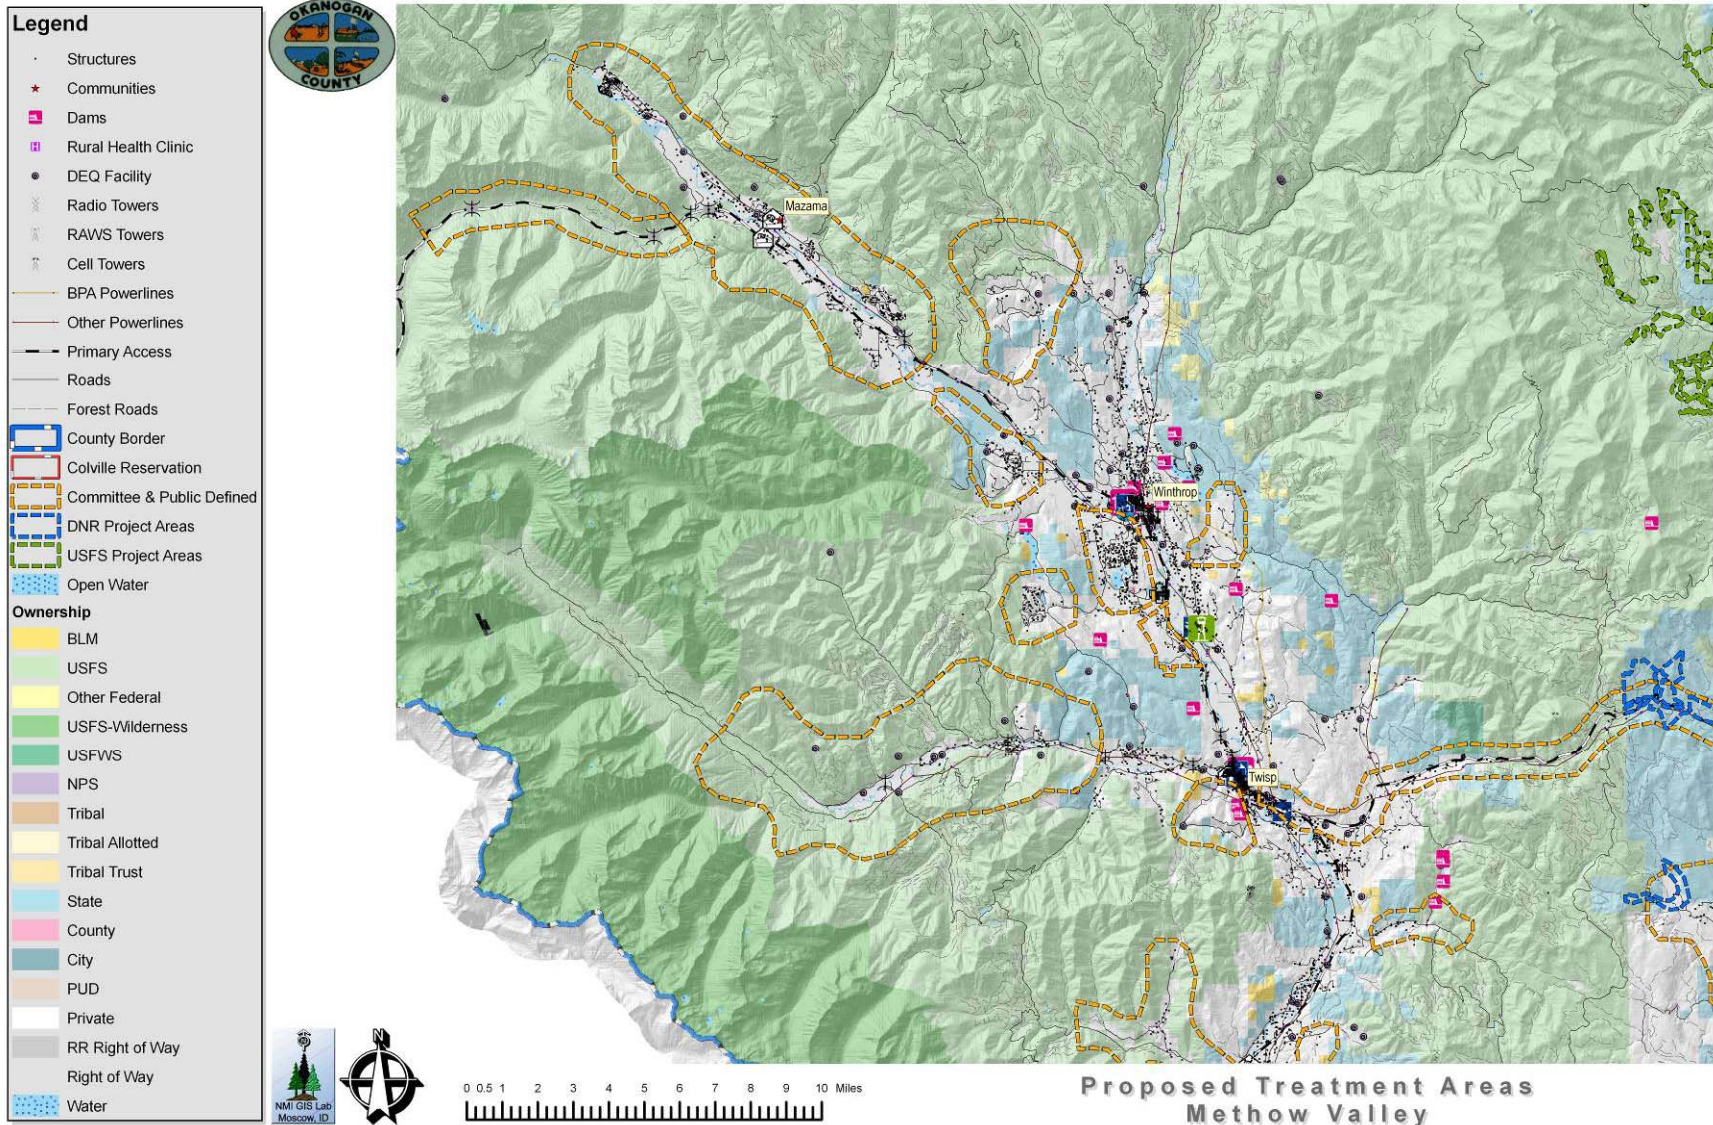 Legend
Structures
Communities
Dams
Rural Health Clinic
DEQ Facility
Radio Towers
RAWS Towers
Cell Towers
BPA Powerlines
Other Powerlines
Primary Access
Roads
Forest Roads
County Border
Colville Reservation
Committee & Public Defined
DNR Project Areas
USFS Project Areas
Open Water
Ownership
BLM
USFS
Other Federal
USFS-Wilderness
USFWS
NPS
Tribal
Tribal Allotted
Tribal Trust
State
County
City
PUD
Private
RR Right of Way
Right of Way
Water
OKANOGAN
COUNTY
Mazama
Winthrop
Twisp
NMI GIS Lab
Moscow, ID
N
0 0.5 1 2 3 4 5 6 7 8 9 10 Miles
Proposed Treatment Areas
Methow Valley